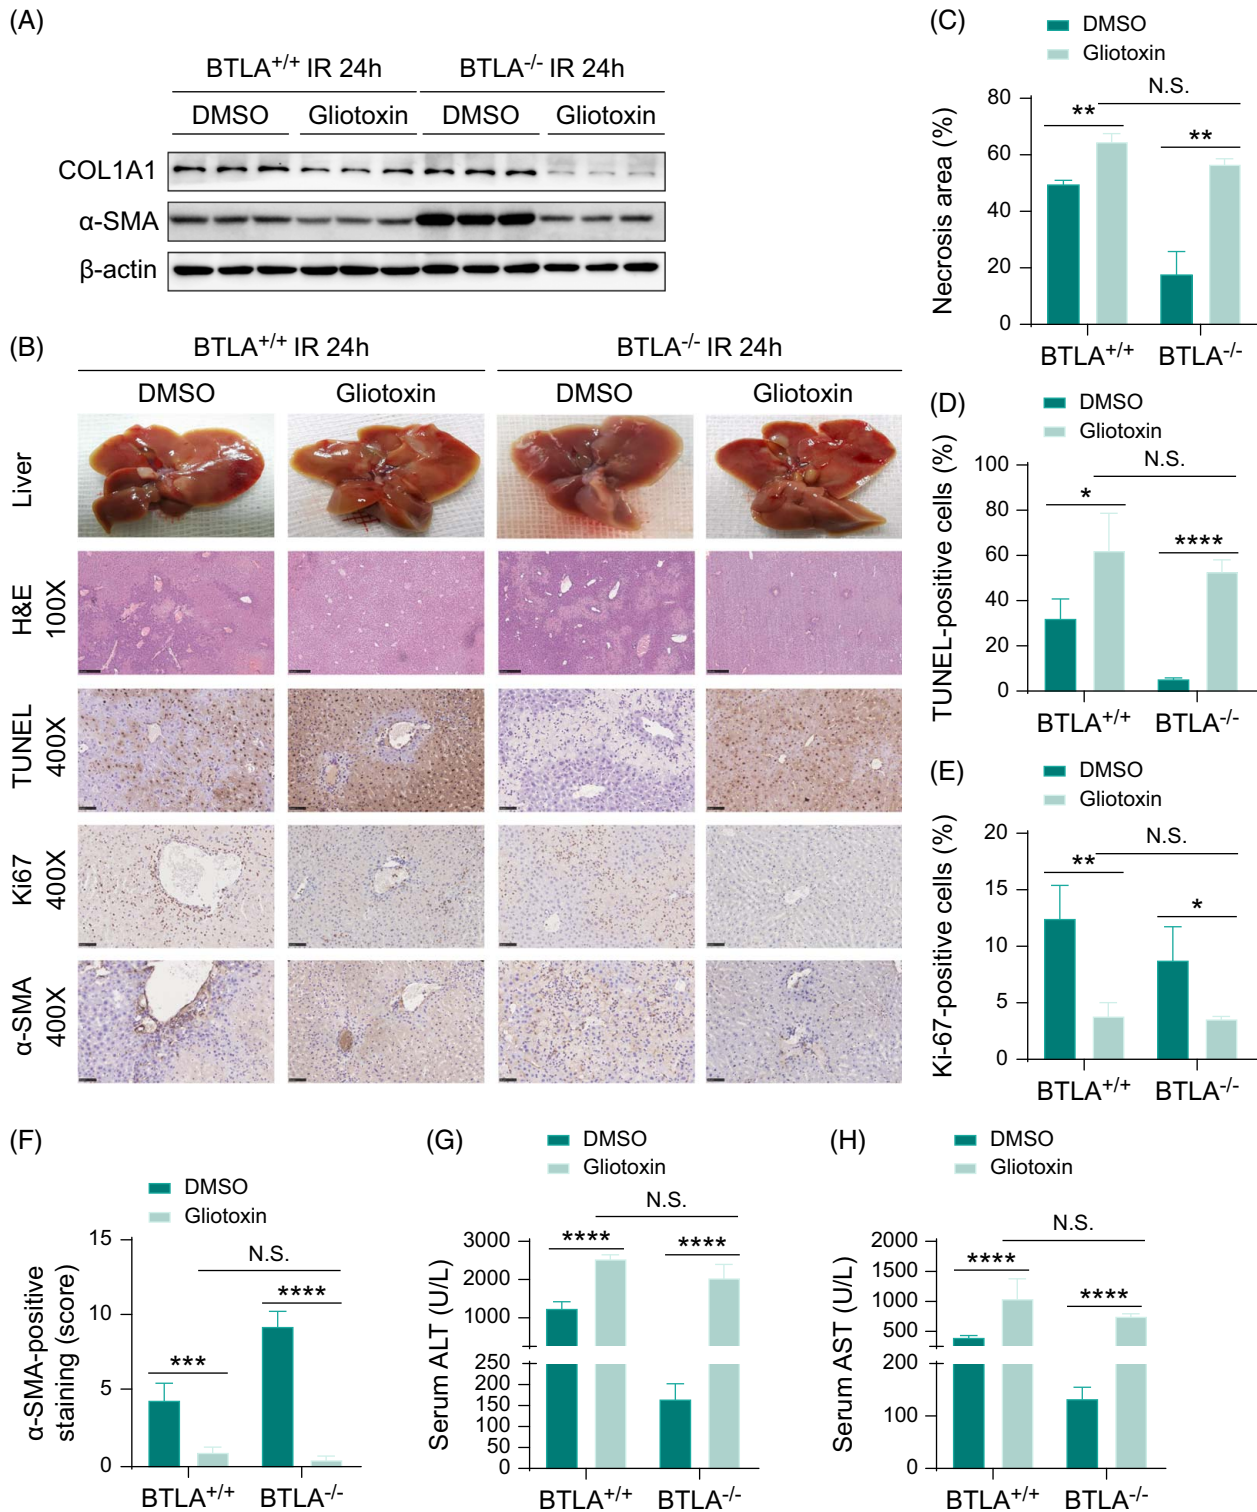 (A)
BTLA+/+ IR 24h BTLA-/- IR 24h
DMSO Gliotoxin DMSO Gliotoxin
COL1A1
α-SMA
β-actin
(B)
BTLA+/+ IR 24h BTLA-/- IR 24h
DMSO Gliotoxin DMSO Gliotoxin
Liver
H&E
100X
TUNEL
400X
Ki67
400X
α-SMA
400X
(C)
DMSO
Gliotoxin
N.S.
** **
Necrosis area (%)
80
60
40
20
0
BTLA+/+ BTLA-/-
(D)
DMSO
Gliotoxin
N.S.
* ****
TUNEL-positive cells (%)
100
80
60
40
20
0
BTLA+/+ BTLA-/-
(E)
DMSO
Gliotoxin
N.S.
** *
Ki-67-positive cells (%)
20
15
10
5
0
BTLA+/+ BTLA-/-
(F)
DMSO
Gliotoxin
N.S.
*** ****
α-SMA-positive
staining (score)
15
10
5
0
BTLA+/+ BTLA-/-
(G)
DMSO
Gliotoxin
N.S.
**** ****
Serum ALT (U/L)
3000
2000
1000
250
200
150
100
50
0
BTLA+/+ BTLA-/-
(H)
DMSO
Gliotoxin
N.S.
**** ****
Serum AST (U/L)
2000
1500
1000
500
200
100
0
BTLA+/+ BTLA-/-